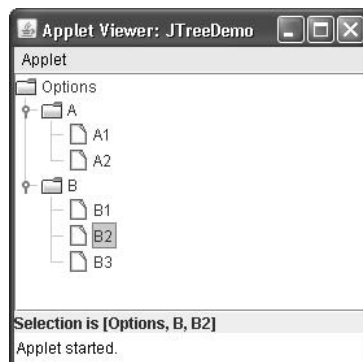 Applet Viewer: JTreeDemo
Applet
Options
A
A1
A2
B
B1
B2
B3
Selection is [Options, B, B2]
Applet started.